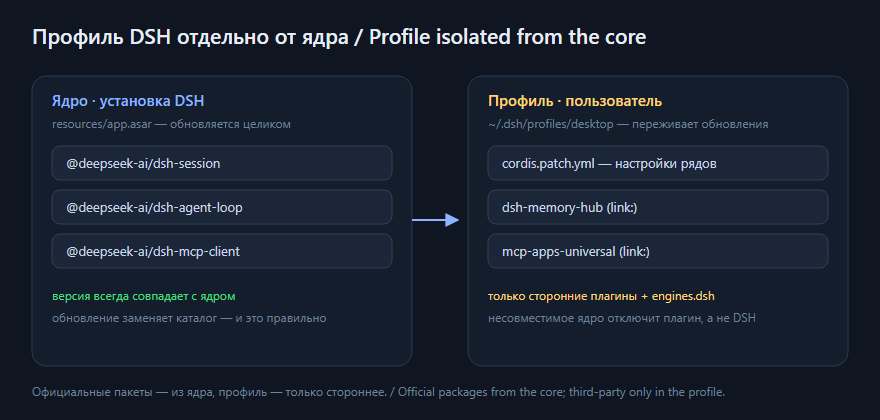 Профиль DSH отдельно от ядра / Profile isolated from the core
Ядро · установка DSH
resources/app.asar — обновляется целиком
@deepseek-ai/dsh-session
@deepseek-ai/dsh-agent-loop
@deepseek-ai/dsh-mcp-client
версия всегда совпадает с ядром
обновление заменяет каталог — и это правильно
Профиль · пользователь
~/.dsh/profiles/desktop — переживает обновления
cordis.patch.yml — настройки рядов
dsh-memory-hub (link:)
mcp-apps-universal (link:)
только сторонние плагины + engines.dsh
несовместимое ядро отключит плагин, а не DSH
Официальные пакеты — из ядра, профиль — только стороннее. / Official packages from the core; third-party only in the profile.